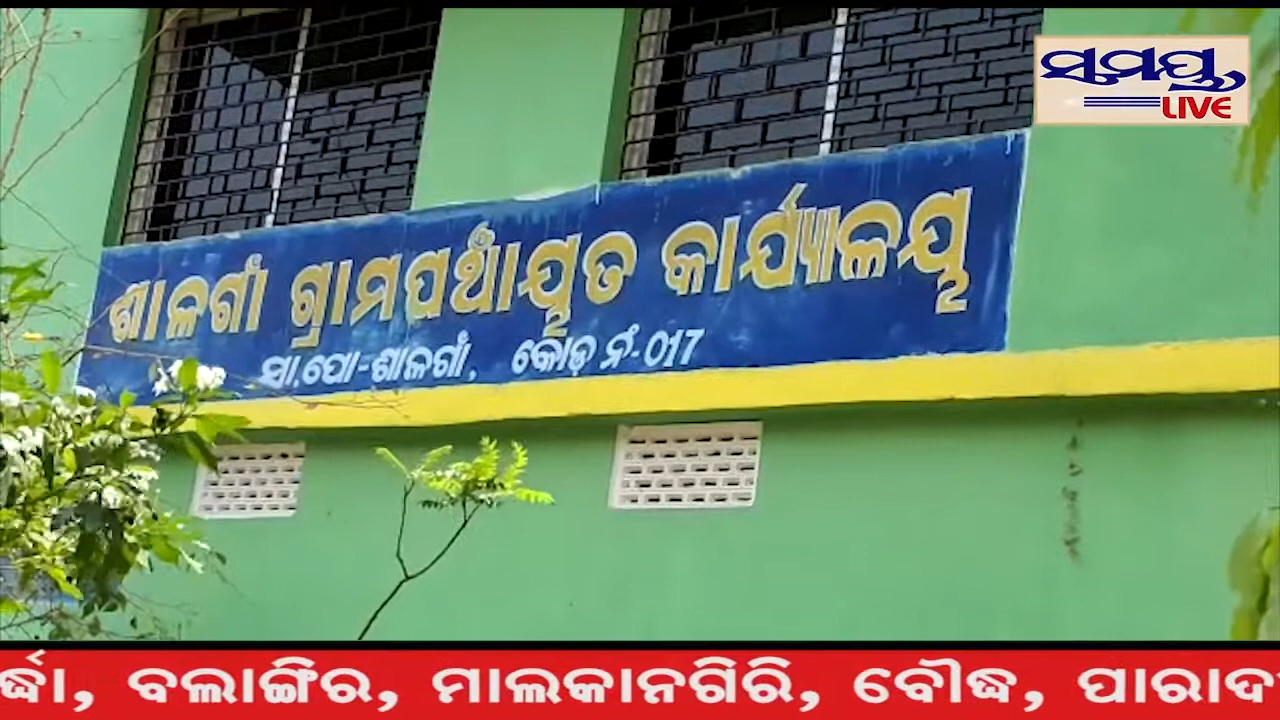 ସମୟ
LIVE
ଶାଳଗାଁ ଗ୍ରାମପଞ୍ଚାୟତ କାର୍ଯ୍ୟାଳୟ
ସା.ପୋ-ଶାଳଗାଁ, କୋଡ଼ ନଂ-017
ର୍ଦ୍ଧା, ବଲାଙ୍ଗିର, ମାଲକାନଗିରି, ବୌଦ୍ଧ, ପାରାଦ